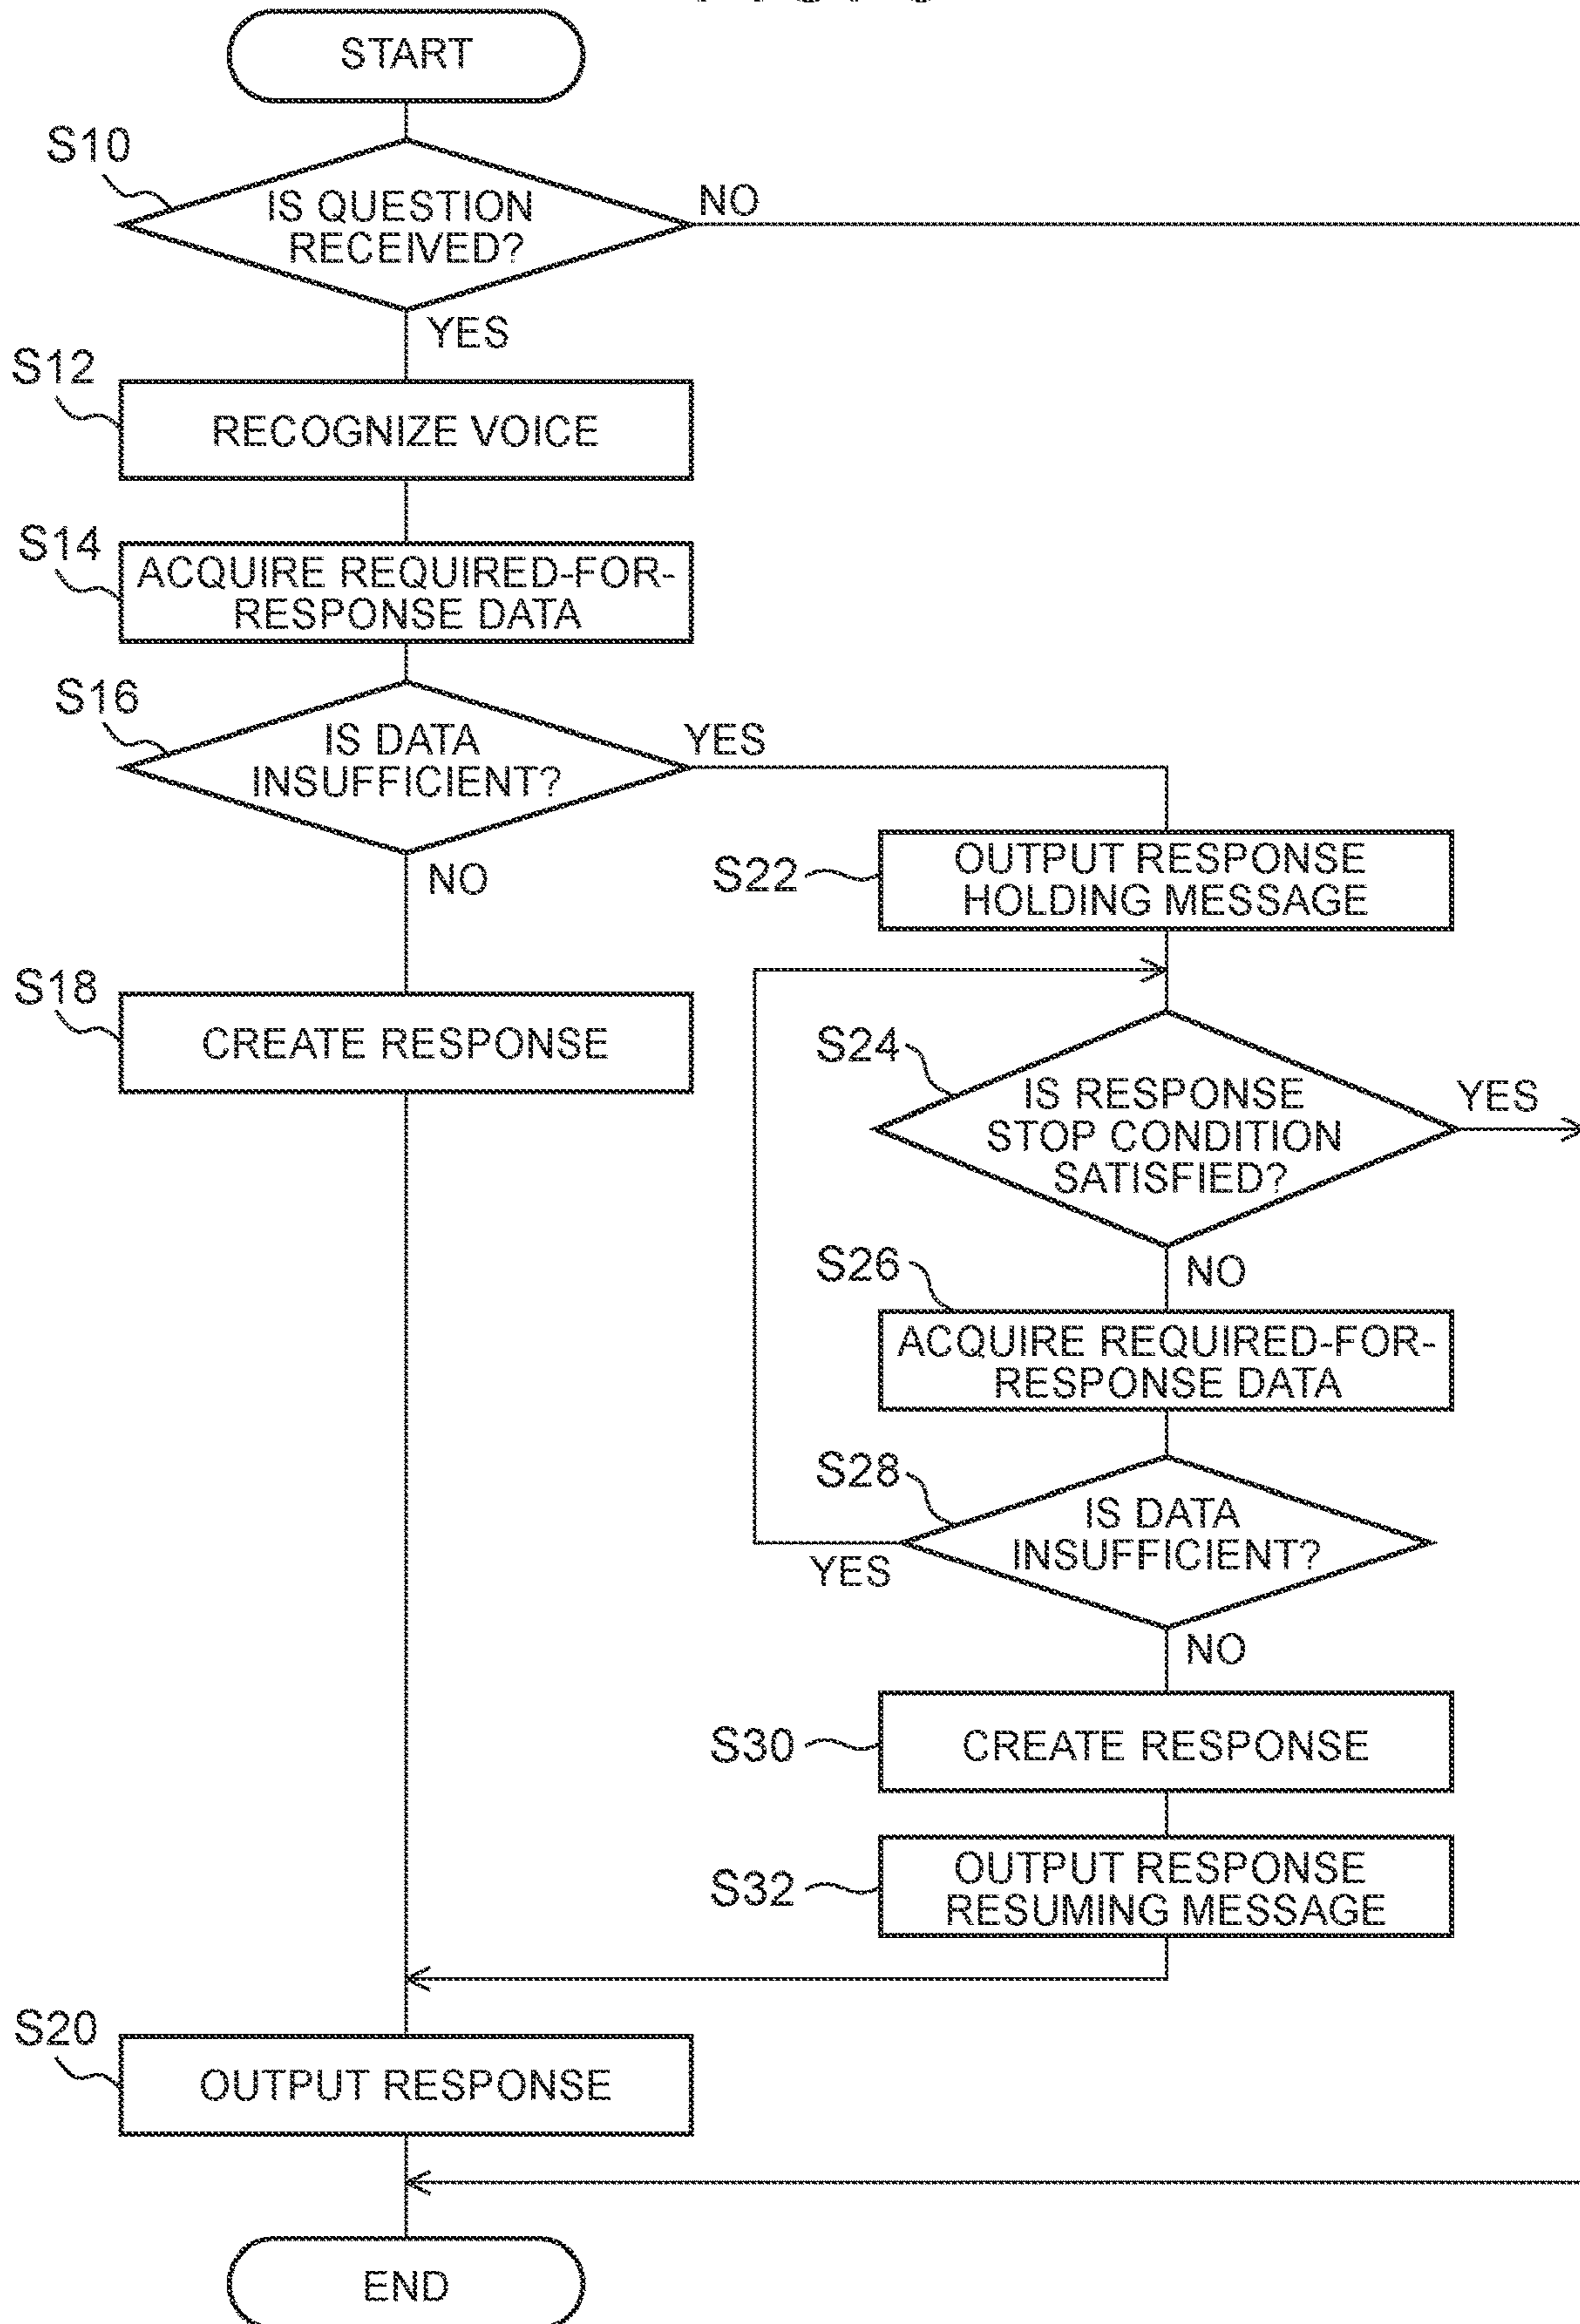 START
S10
IS QUESTION
RECEIVED?
NO
YES
S12
RECOGNIZE VOICE
S14
ACQUIRE REQUIRED-FOR-
RESPONSE DATA
S16
IS DATA
INSUFFICIENT?
YES
NO
S22
OUTPUT RESPONSE
HOLDING MESSAGE
S18
CREATE RESPONSE
S24
IS RESPONSE
STOP CONDITION
SATISFIED?
YES
NO
S26
ACQUIRE REQUIRED-FOR-
RESPONSE DATA
S28
IS DATA
INSUFFICIENT?
YES
NO
S30
CREATE RESPONSE
S32
OUTPUT RESPONSE
RESUMING MESSAGE
S20
OUTPUT RESPONSE
END